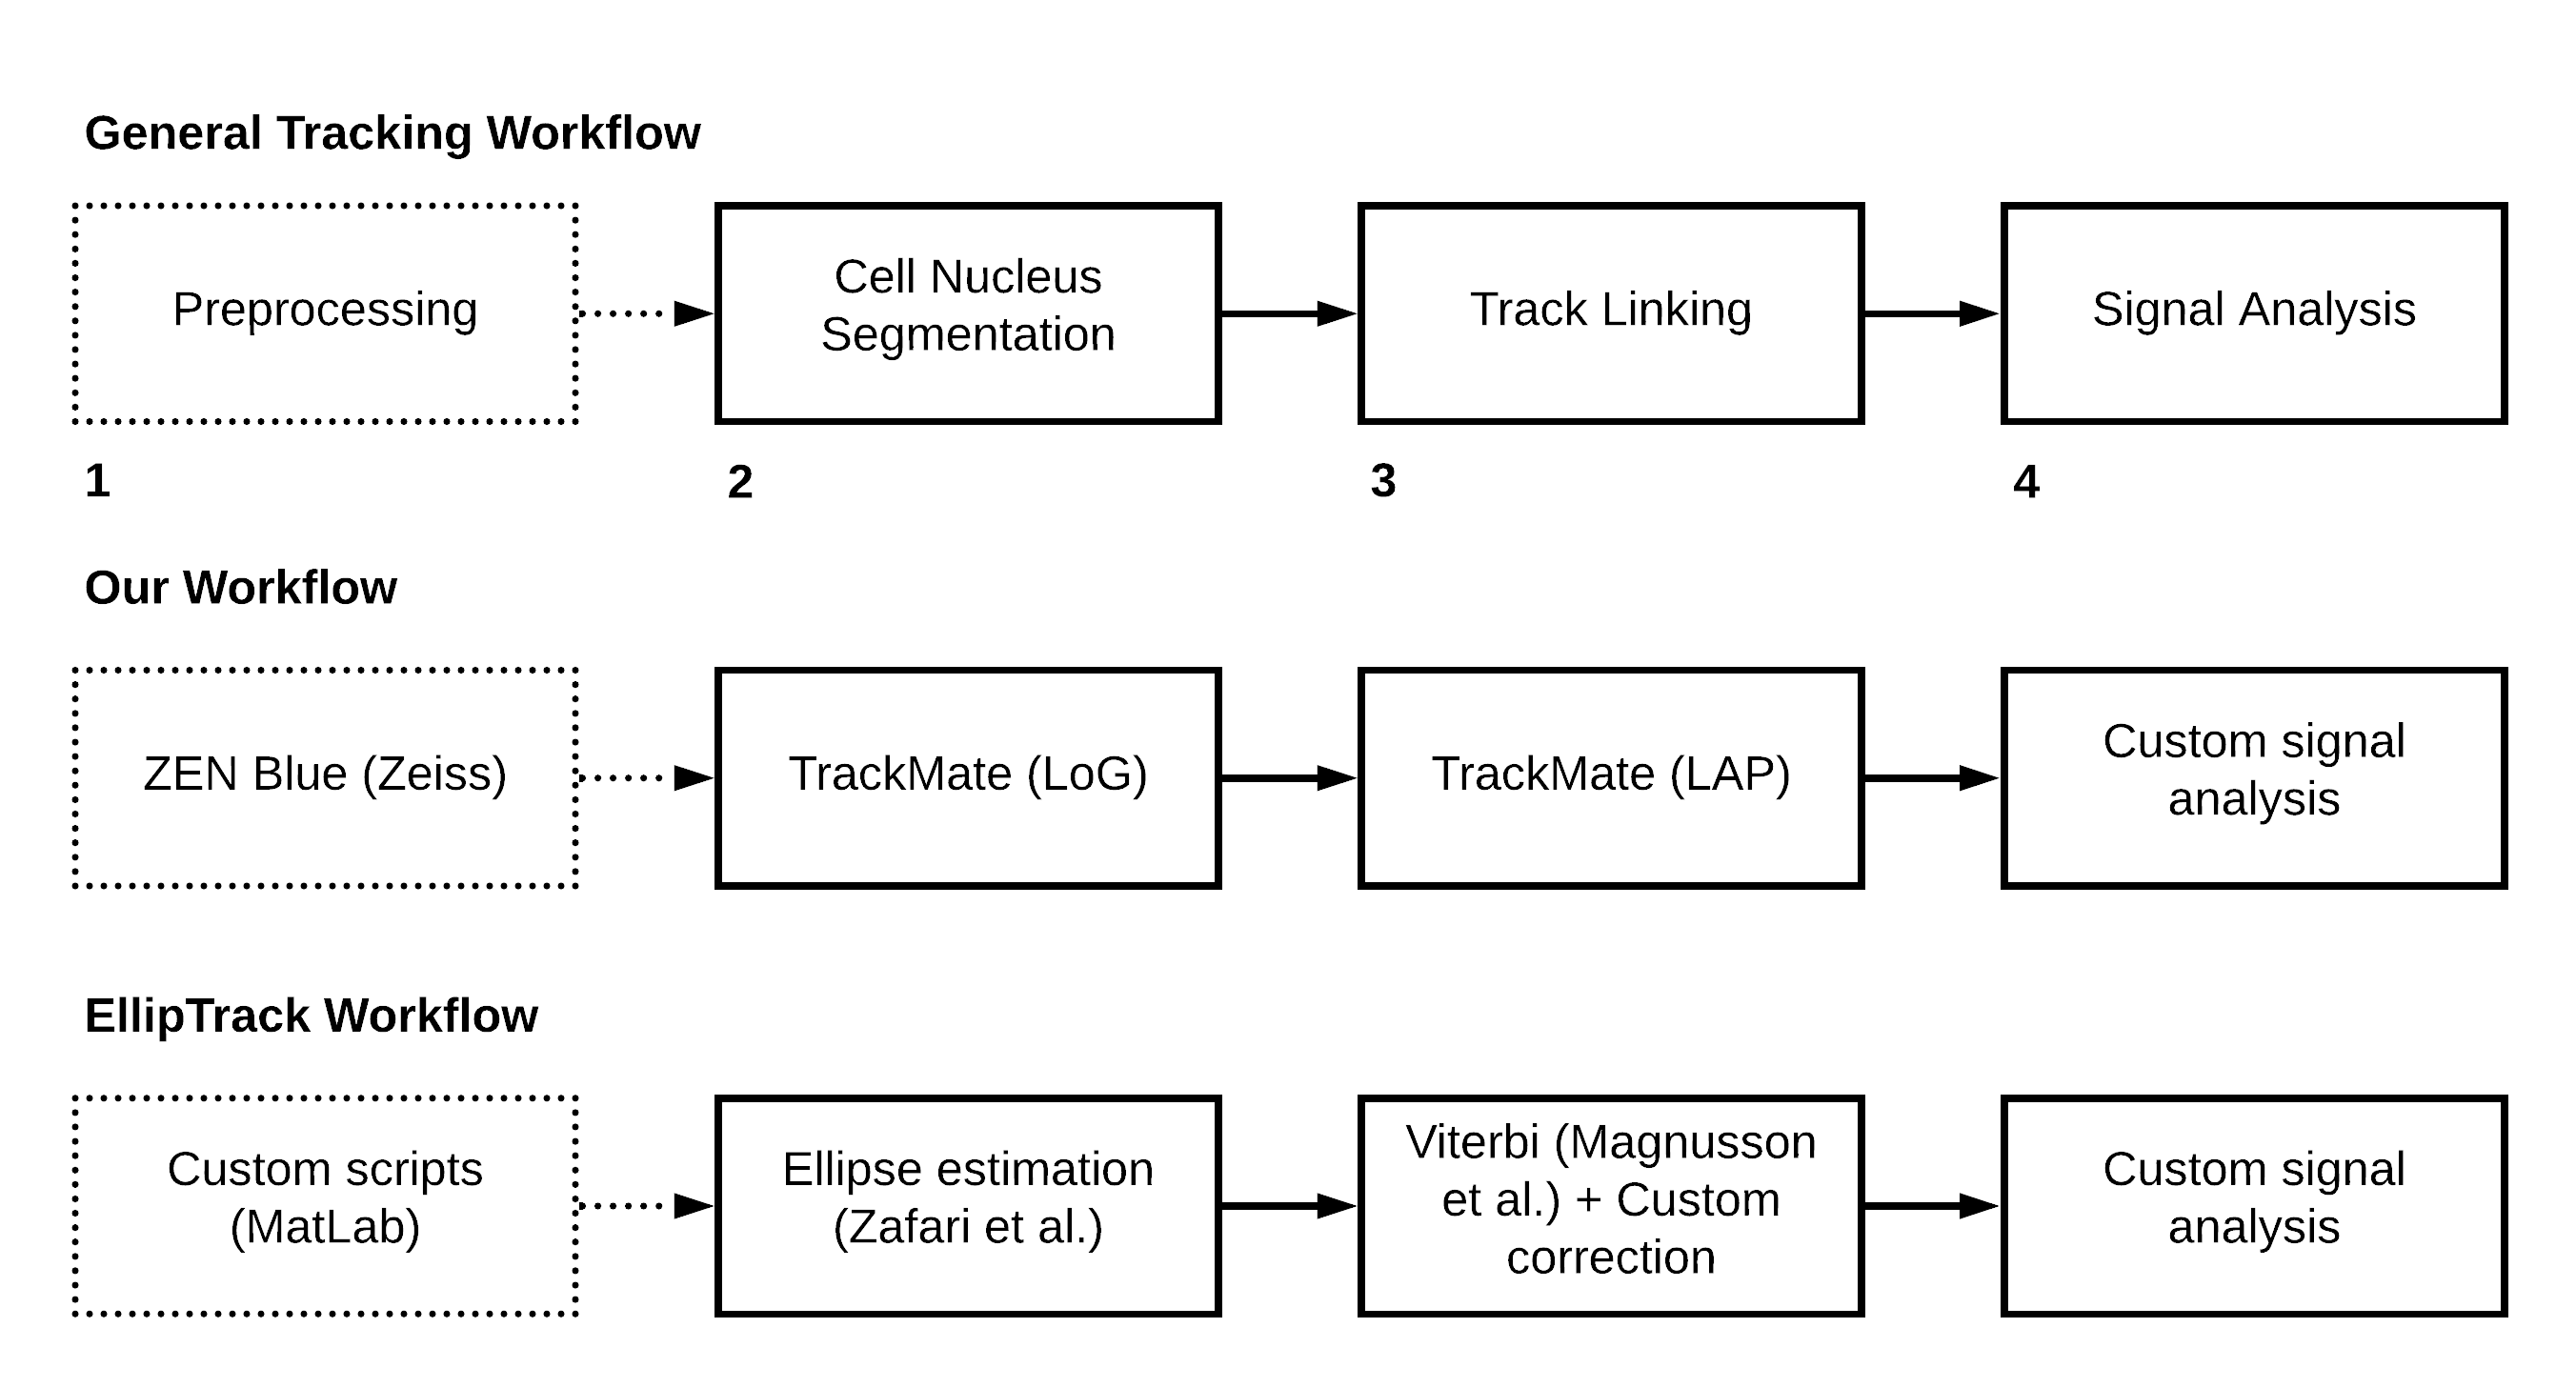 General Tracking Workflow
Preprocessing
Cell Nucleus
Segmentation
Track Linking
Signal Analysis
1
2
3
4
Our Workflow
ZEN Blue (Zeiss)
TrackMate (LoG)
TrackMate (LAP)
Custom signal
analysis
EllipTrack Workflow
Custom scripts
(MatLab)
Ellipse estimation
(Zafari et al.)
Viterbi (Magnusson
et al.) + Custom
correction
Custom signal
analysis